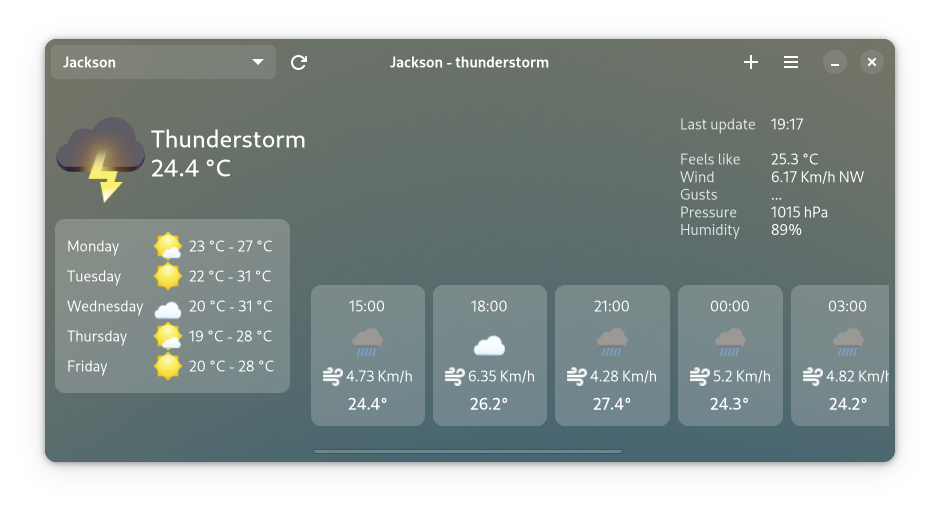 Jackson
Jackson - thunderstorm
Thunderstorm
24.4 °C
Last update 19:17
Feels like 25.3 °C
Wind 6.17 Km/h NW
Gusts ...
Pressure 1015 hPa
Humidity 89%
Monday 23 °C - 27 °C
Tuesday 22 °C - 31 °C
Wednesday 20 °C - 31 °C
Thursday 19 °C - 28 °C
Friday 20 °C - 28 °C
15:00 18:00 21:00 00:00 03:00
4.73 Km/h 6.35 Km/h 4.28 Km/h 5.2 Km/h 4.82 Km/h
24.4° 26.2° 27.4° 24.3° 24.2°